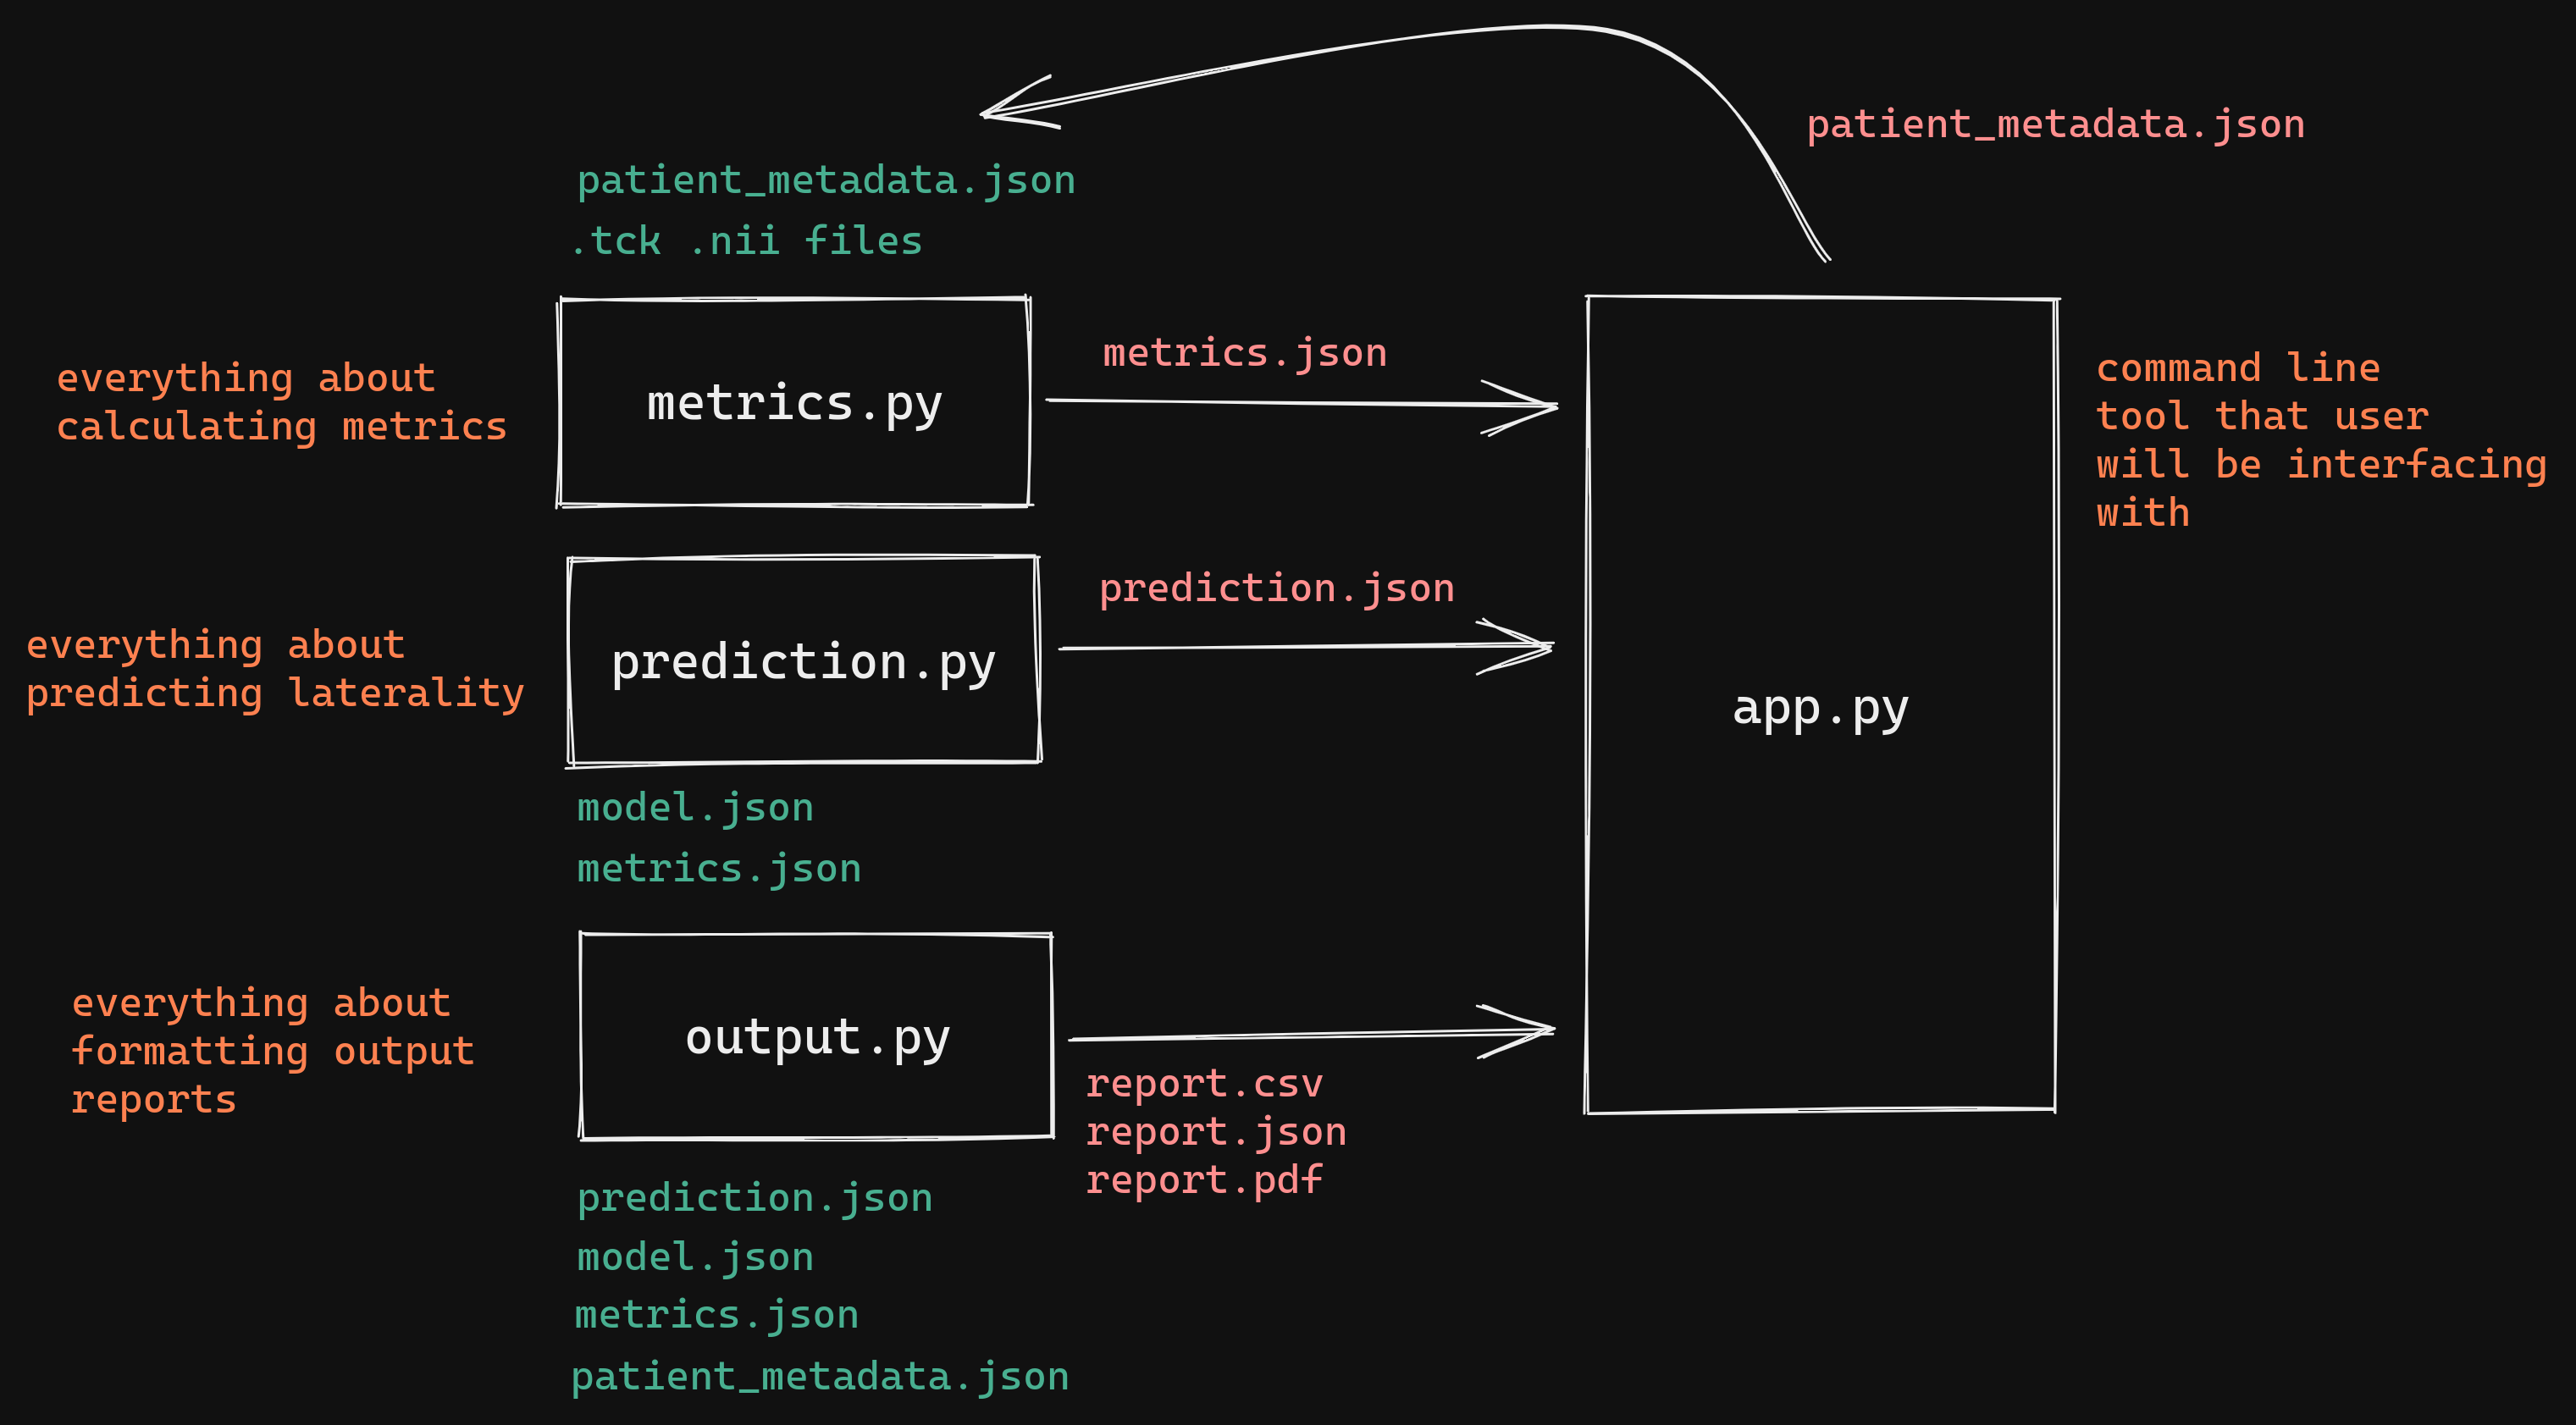 patient_metadata.json
patient_metadata.json
.tck .nii files
everything about
calculating metrics
metrics.py
metrics.json
command line
tool that user
will be interfacing
with
everything about
predicting laterality
prediction.py
prediction.json
app.py
model.json
metrics.json
everything about
formatting output
reports
output.py
report.csv
report.json
report.pdf
prediction.json
model.json
metrics.json
patient_metadata.json